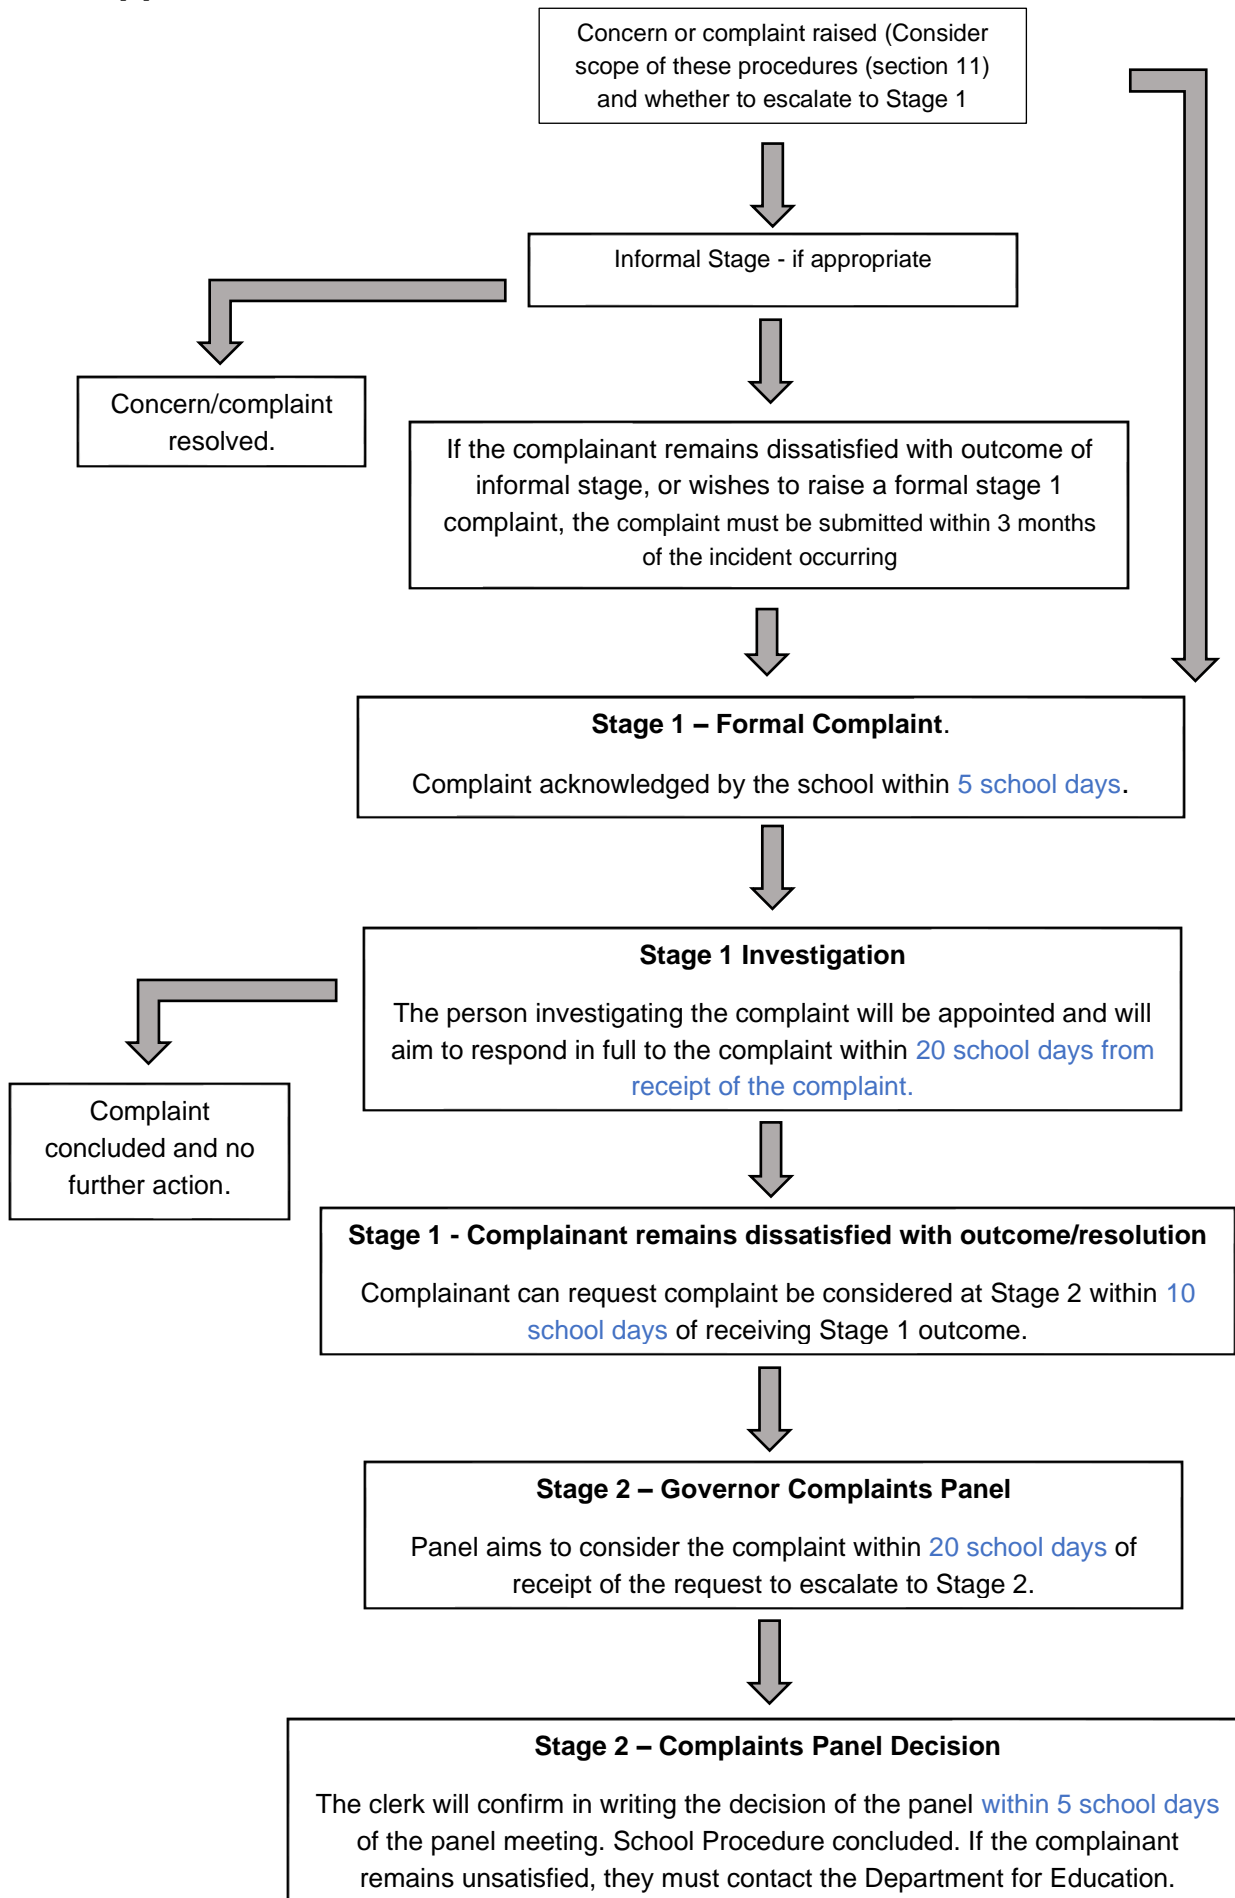 Concern or complaint raised (Consider
scope of these procedures (section 11)
and whether to escalate to Stage 1
Informal Stage - if appropriate
Concern/complaint
resolved.
If the complainant remains dissatisfied with outcome of
informal stage, or wishes to raise a formal stage 1
complaint, the complaint must be submitted within 3 months
of the incident occurring
Stage 1 – Formal Complaint.
Complaint acknowledged by the school within 5 school days.
Stage 1 Investigation
The person investigating the complaint will be appointed and will
aim to respond in full to the complaint within 20 school days from
receipt of the complaint.
Complaint
concluded and no
further action.
Stage 1 - Complainant remains dissatisfied with outcome/resolution
Complainant can request complaint be considered at Stage 2 within 10
school days of receiving Stage 1 outcome.
Stage 2 – Governor Complaints Panel
Panel aims to consider the complaint within 20 school days of
receipt of the request to escalate to Stage 2.
Stage 2 – Complaints Panel Decision
The clerk will confirm in writing the decision of the panel within 5 school days
of the panel meeting. School Procedure concluded. If the complainant
remains unsatisfied, they must contact the Department for Education.